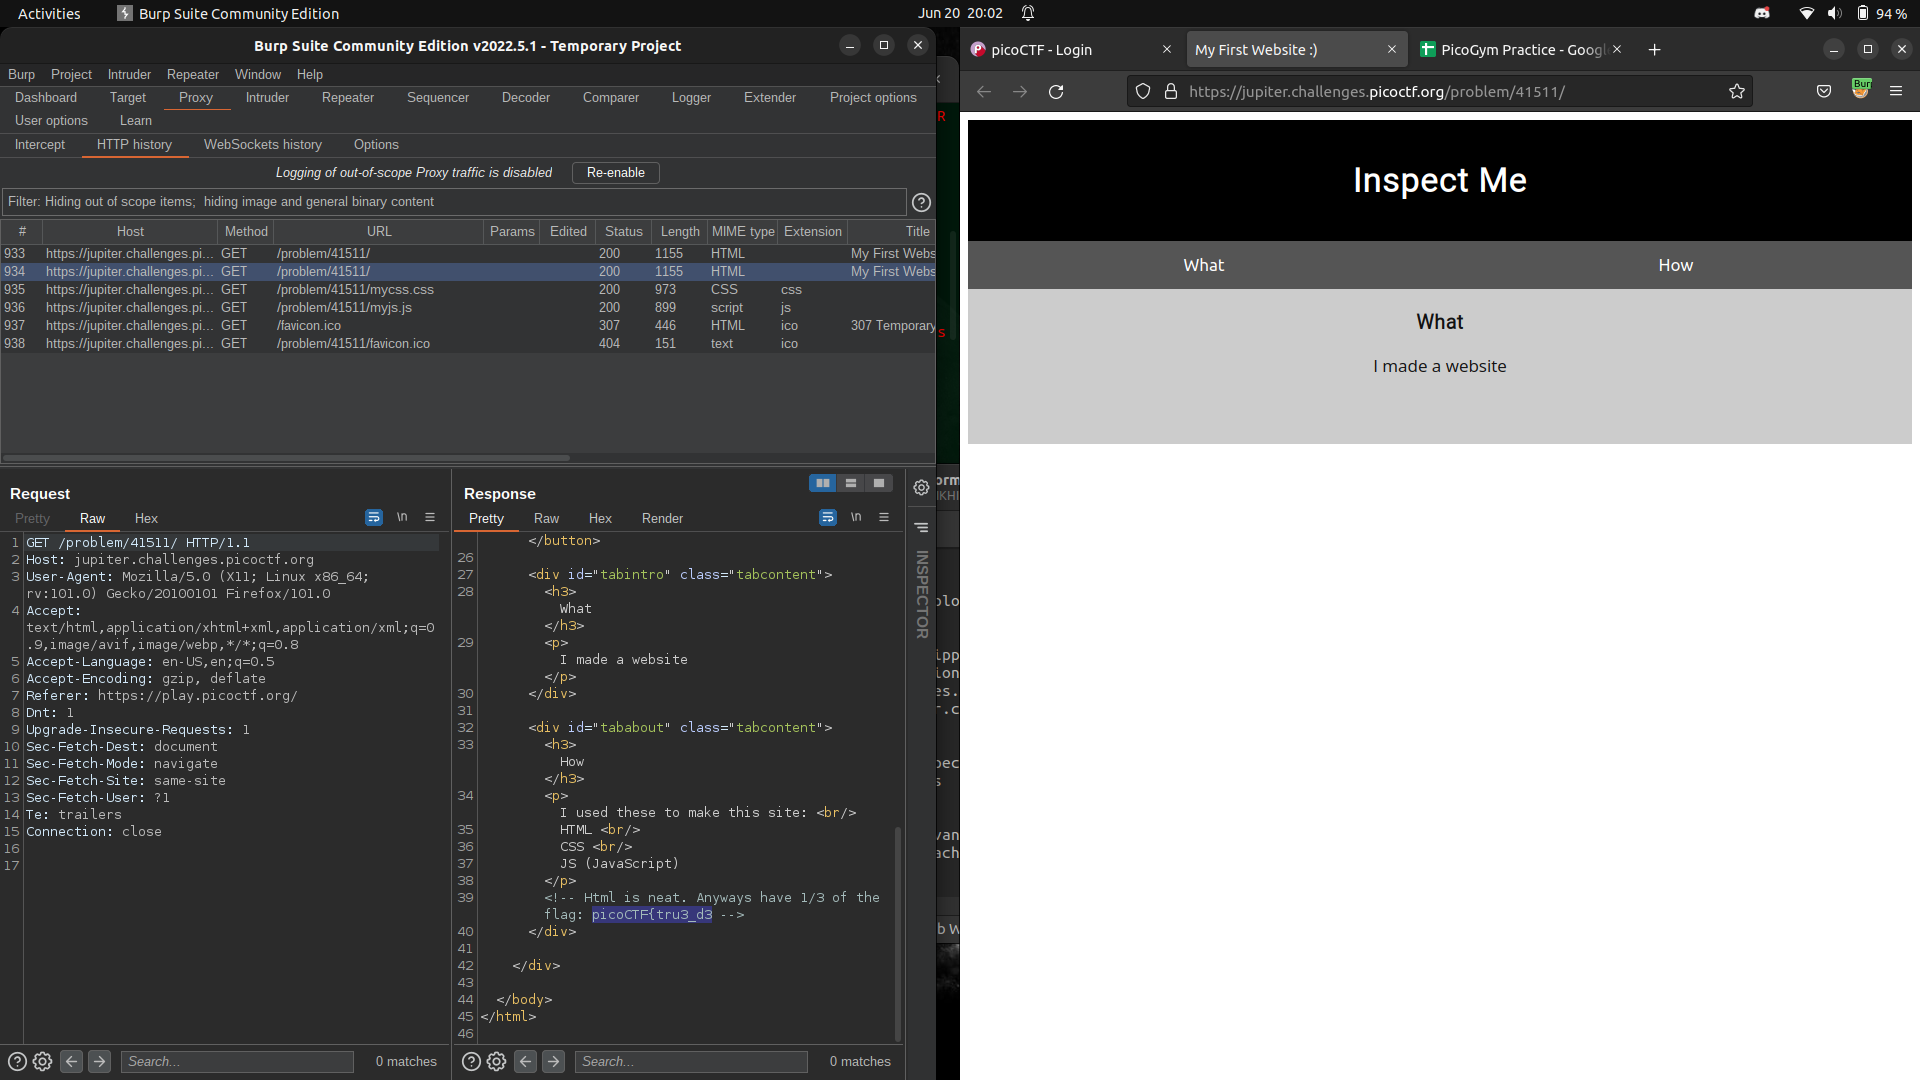 Activities
Burp Suite Community Edition
Jun 20 20:02
94 %
Burp Suite Community Edition v2022.5.1 - Temporary Project
Burp Project Intruder Repeater Window Help
Dashboard Target Proxy Intruder Repeater Sequencer Decoder Comparer Logger Extender Project options
User options Learn
Intercept HTTP history WebSockets history Options
Logging of out-of-scope Proxy traffic is disabled Re-enable
Filter: Hiding out of scope items; hiding image and general binary content
# Host Method URL Params Edited Status Length MIME type Extension Title
933 https://jupiter.challenges.pi... GET /problem/41511/ 200 1155 HTML My First Webs
934 https://jupiter.challenges.pi... GET /problem/41511/ 200 1155 HTML My First Webs
935 https://jupiter.challenges.pi... GET /problem/41511/mycss.css 200 973 CSS css
936 https://jupiter.challenges.pi... GET /problem/41511/myjs.js 200 899 script js
937 https://jupiter.challenges.pi... GET /favicon.ico 307 446 HTML ico 307 Temporary
938 https://jupiter.challenges.pi... GET /problem/41511/favicon.ico 404 151 text ico
Request
Pretty Raw Hex \n
1 GET /problem/41511/ HTTP/1.1
2 Host: jupiter.challenges.picoctf.org
3 User-Agent: Mozilla/5.0 (X11; Linux x86_64;
rv:101.0) Gecko/20100101 Firefox/101.0
4 Accept:
text/html,application/xhtml+xml,application/xml;q=0
.9,image/avif,image/webp,*/*;q=0.8
5 Accept-Language: en-US,en;q=0.5
6 Accept-Encoding: gzip, deflate
7 Referer: https://play.picoctf.org/
8 Dnt: 1
9 Upgrade-Insecure-Requests: 1
10 Sec-Fetch-Dest: document
11 Sec-Fetch-Mode: navigate
12 Sec-Fetch-Site: same-site
13 Sec-Fetch-User: ?1
14 Te: trailers
15 Connection: close
16
17
Search... 0 matches
Response
Pretty Raw Hex Render \n
</button>
26
27 <div id="tabintro" class="tabcontent">
28 <h3>
What
</h3>
29 <p>
I made a website
</p>
30 </div>
31
32 <div id="tababout" class="tabcontent">
33 <h3>
How
</h3>
34 <p>
I used these to make this site: <br/>
35 HTML <br/>
36 CSS <br/>
37 JS (JavaScript)
38 </p>
39 <!-- Html is neat. Anyways have 1/3 of the
flag: picoCTF{tru3_d3 -->
40 </div>
41
42 </div>
43
44 </body>
45 </html>
46
Search... 0 matches
INSPECTOR
picoCTF - Login
My First Website :)
PicoGym Practice - Googl
https://jupiter.challenges.picoctf.org/problem/41511/
Bur
Inspect Me
What How
What
I made a website